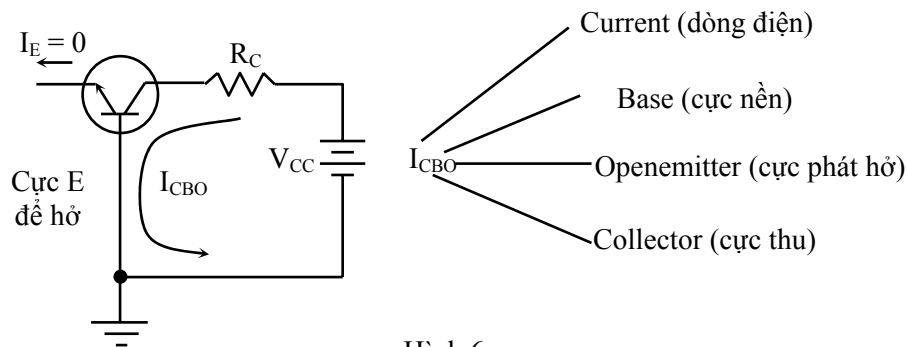 Current (dòng điện)
I_E = 0
R_C
Base (cực nền)
V_CC
I_CBO
Openemitter (cực phát hở)
Cực E
để hở
I_CBO
Collector (cực thu)